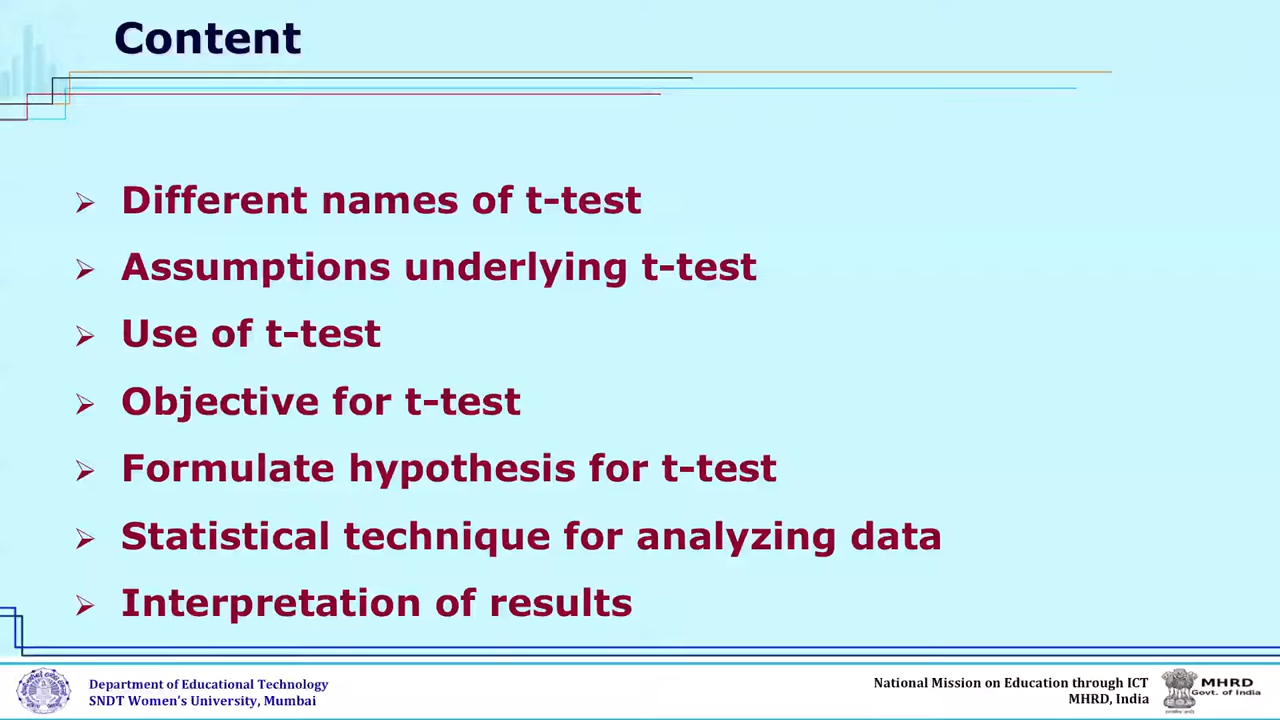 Content
Different names of t-test
Assumptions underlying t-test
Use of t-test
Objective for t-test
Formulate hypothesis for t-test
Statistical technique for analyzing data
Interpretation of results
Department of Educational Technology
SNDT Women's University, Mumbai
National Mission on Education through ICT
MHRD, India
MHRD
Govt. of India